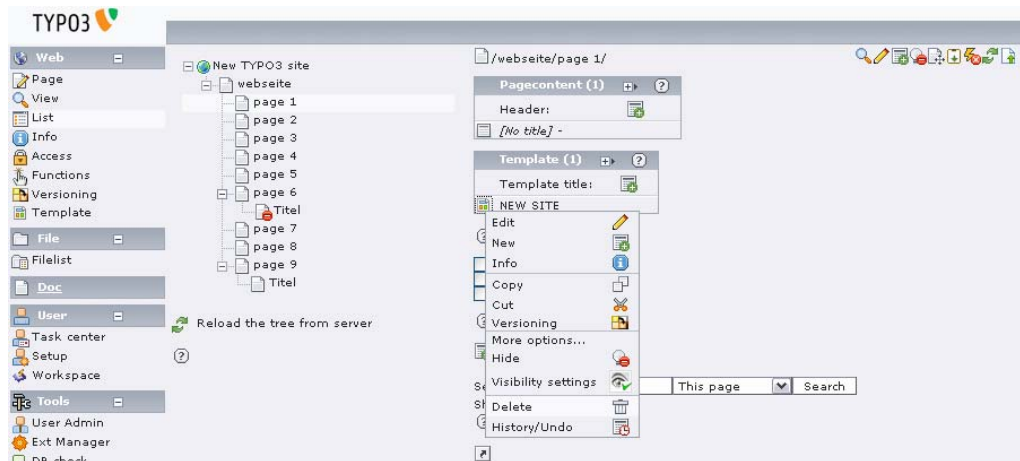 TYPO3
Web
Page
View
List
Info
Access
Functions
Versioning
Template
File
Filelist
Doc
User
Task center
Setup
Workspace
Tools
User Admin
Ext Manager
DB check
New TYPO3 site
webseite
page 1
page 2
page 3
page 4
page 5
page 6
Titel
page 7
page 8
page 9
Titel
Reload the tree from server
/webseite/page 1/
Pagecontent (1)
Header:
[No title] -
Template (1)
Template title:
NEW SITE
Edit
New
Info
Copy
Cut
Versioning
More options...
Hide
Visibility settings
Delete
History/Undo
This page
Search